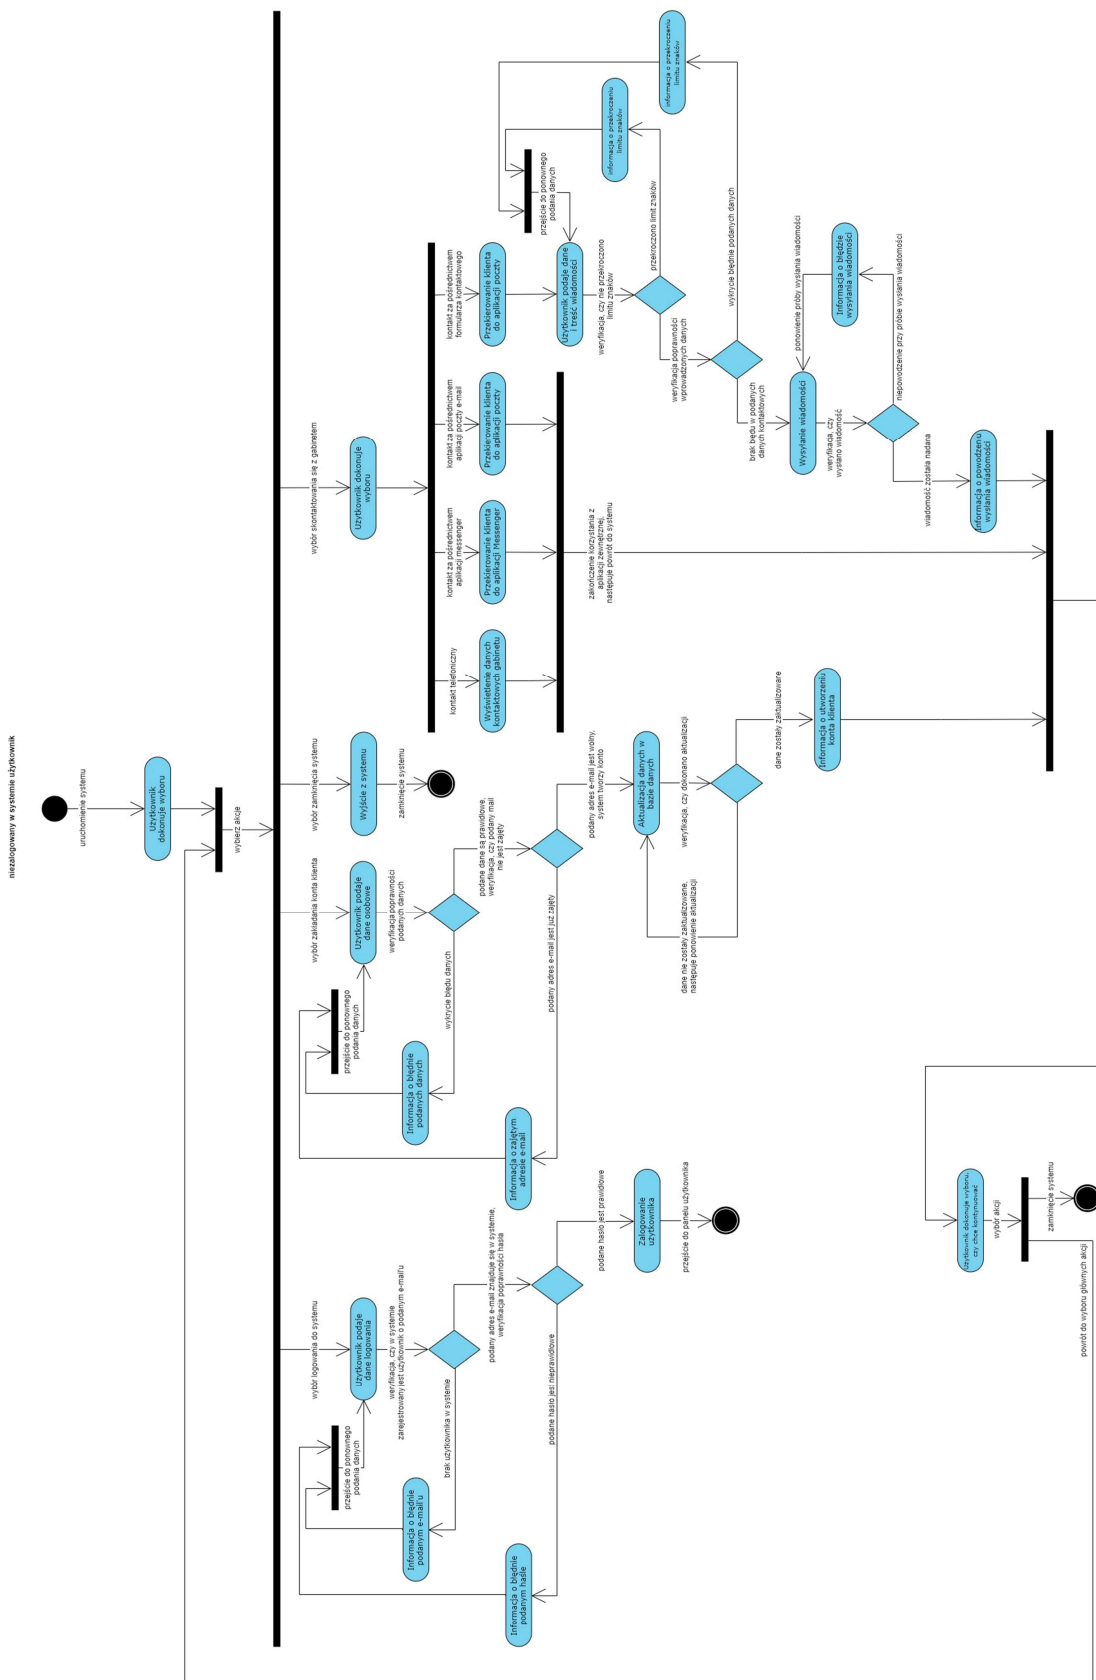 niezalogowany w systemie użytkownik
uruchomienie systemu
Użytkownik
dokonuje wyboru
wybierz akcje
wybór logowania do systemu
wybór zakładania konta klienta
wybór zamknięcia systemu
wybór skontaktowania się z gabinetem
przejście do ponownego
podania danych
Użytkownik podaje
dane logowania
weryfikacja, czy w systemie
zarejestrowany jest użytkownik o podanym e-mail'u
Informacja o błędnie
podanym e-mail'u
brak użytkownika w systemie
podany adres e-mail znajduje się w systemie,
weryfikacja poprawności hasła
Informacja o błędnie
podanym haśle
podane hasło jest nieprawidłowe
podane hasło jest prawidłowe
Zalogowanie
użytkownika
przejście do panelu użytkownika
przejście do ponownego
podania danych
Użytkownik podaje
dane osobowe
weryfikacja poprawności
podanych danych
Informacja o błędnie
podanych danych
wykrycie błędu danych
podane dane są prawidłowe,
weryfikacja, czy podany mail
nie jest zajęty
Informacja o zajętym
adresie e-mail
podany adres e-mail jest już zajęty
podany adres e-mail jest wolny,
system tworzy konto
Aktualizacja danych w
bazie danych
weryfikacja, czy dokonano aktualizacji
dane nie zostały zaktualizowane,
następuje ponowienie aktualizacji
dane zostały zaktualizowane
Informacja o utworzeniu
konta klienta
Wyjście z systemu
zamknięcie systemu
Użytkownik dokonuje
wyboru
kontakt telefoniczny
kontakt za pośrednictwem
aplikacji messenger
kontakt za pośrednictwem
aplikacji poczty e-mail
kontakt za pośrednictwem
formularza kontaktowego
Wyświetlenie danych
kontaktowych gabinetu
Przekierowanie klienta
do aplikacji Messenger
Przekierowanie klienta
do aplikacji poczty
Przekierowanie klienta
do aplikacji poczty
zakończenie korzystania z
aplikacji zewnętrznej,
następuje powrót do systemu
przejście do ponownego
podania danych
Użytkownik podaje dane
i treść wiadomości
weryfikacja, czy nie przekroczono
limitu znaków
Informacja o przekroczeniu
limitu znaków
Informacja o przekroczeniu
limitu znaków
przekroczono limit znaków
weryfikacja poprawności
wprowadzonych danych
wykrycie błędnie podanych danych
brak będu w podanych
danych kontaktowych
Wysyłanie wiadomości
ponowienie próby wysłania wiadomości
weryfikacja, czy
wysłano wiadomość
Informacja o błędzie
wysyłania wiadomości
niepowodzenie przy próbie wysłania wiadomości
wiadomość została nadana
Informacja o powodzenu
wysłania wiadomości
Użytkownik dokonuje wyboru,
czy chce kontynuować
wybór akcji
zamknięcie systemu
powrót do wyboru głównych akcji